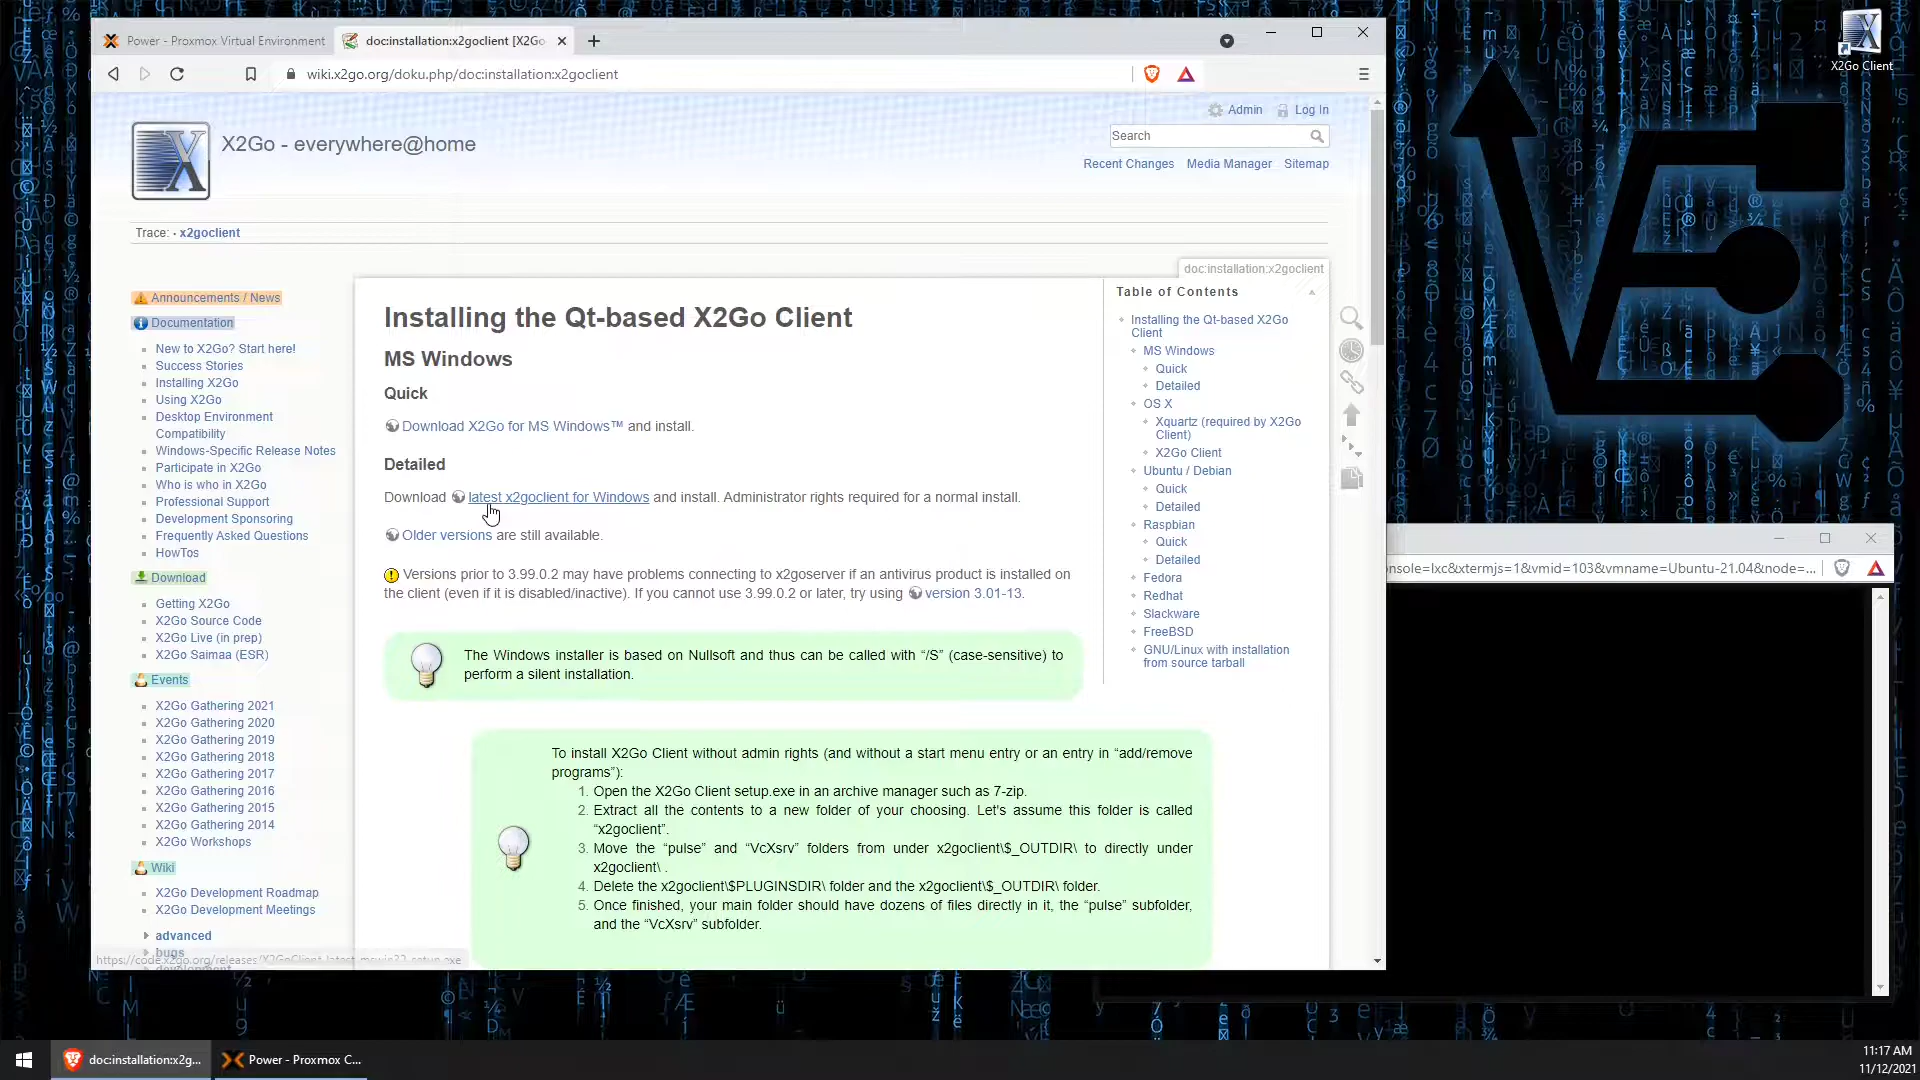 Power - Proxmox Virtual Environment
doc:installation:x2goclient [X2Go
wiki.x2go.org/doku.php/doc:installation:x2goclient
X2Go Client
Admin
Log In
X2Go - everywhere@home
Search
Recent Changes Media Manager Sitemap
Trace: • x2goclient
doc:installation:x2goclient
Announcements / News
Documentation
New to X2Go? Start here!
Success Stories
Installing X2Go
Using X2Go
Desktop Environment
Compatibility
Windows-Specific Release Notes
Participate in X2Go
Who is who in X2Go
Professional Support
Development Sponsoring
Frequently Asked Questions
HowTos
Download
Getting X2Go
X2Go Source Code
X2Go Live (in prep)
X2Go Saimaa (ESR)
Events
X2Go Gathering 2021
X2Go Gathering 2020
X2Go Gathering 2019
X2Go Gathering 2018
X2Go Gathering 2017
X2Go Gathering 2016
X2Go Gathering 2015
X2Go Gathering 2014
X2Go Workshops
Wiki
X2Go Development Roadmap
X2Go Development Meetings
advanced
bugs
development
Installing the Qt-based X2Go Client
MS Windows
Quick
Download X2Go for MS Windows™ and install.
Detailed
Download latest x2goclient for Windows and install. Administrator rights required for a normal install.
Older versions are still available.
Versions prior to 3.99.0.2 may have problems connecting to x2goserver if an antivirus product is installed on
the client (even if it is disabled/inactive). If you cannot use 3.99.0.2 or later, try using version 3.01-13.
The Windows installer is based on Nullsoft and thus can be called with “/S” (case-sensitive) to
perform a silent installation.
To install X2Go Client without admin rights (and without a start menu entry or an entry in “add/remove
programs”):
1. Open the X2Go Client setup.exe in an archive manager such as 7-zip.
2. Extract all the contents to a new folder of your choosing. Let's assume this folder is called
“x2goclient”.
3. Move the “pulse” and “VcXsrv” folders from under x2goclient\$_OUTDIR\ to directly under
x2goclient\ .
4. Delete the x2goclient\$PLUGINSDIR\ folder and the x2goclient\$_OUTDIR\ folder.
5. Once finished, your main folder should have dozens of files directly in it, the “pulse” subfolder,
and the “VcXsrv” subfolder.
Table of Contents
Installing the Qt-based X2Go
Client
MS Windows
Quick
Detailed
OS X
Xquartz (required by X2Go
Client)
X2Go Client
Ubuntu / Debian
Quick
Detailed
Raspbian
Quick
Detailed
Fedora
Redhat
Slackware
FreeBSD
GNU/Linux with installation
from source tarball
onsole=lxc&xtermjs=1&vmid=103&vmname=Ubuntu-21.04&node=...
https://code.x2go.org/releases/X2GoClient_latest_mswin32-setup.exe
doc:installation:x2g...
Power - Proxmox C...
11:17 AM
11/12/2021